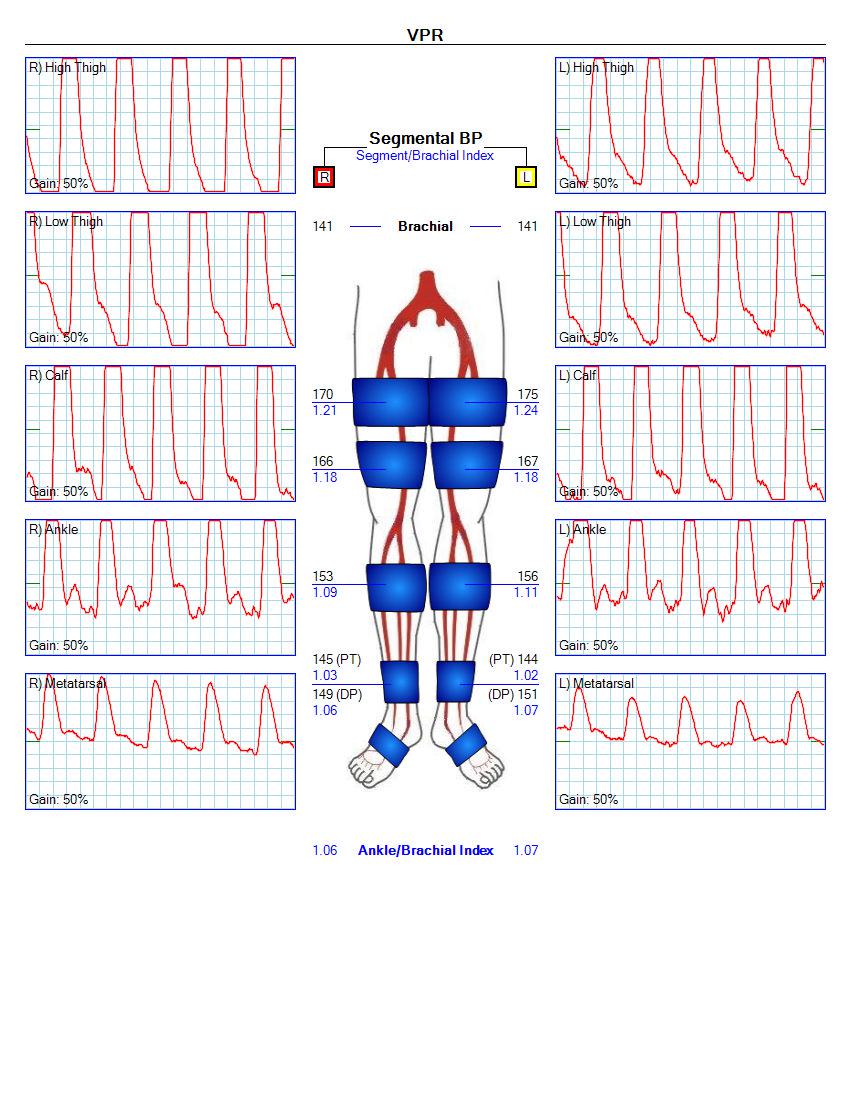 VPR
R) High Thigh
Gain: 50%
L) High Thigh
Gain: 50%
Segmental BP
Segment/Brachial Index
R
L
141 Brachial 141
R) Low Thigh
Gain: 50%
L) Low Thigh
Gain: 50%
170
1.21
175
1.24
R) Calf
Gain: 50%
L) Calf
Gain: 50%
166
1.18
167
1.18
R) Ankle
Gain: 50%
L) Ankle
Gain: 50%
153
1.09
156
1.11
145 (PT)
1.03
149 (DP)
1.06
(PT) 144
1.02
(DP) 151
1.07
R) Metatarsal
Gain: 50%
L) Metatarsal
Gain: 50%
1.06 Ankle/Brachial Index 1.07